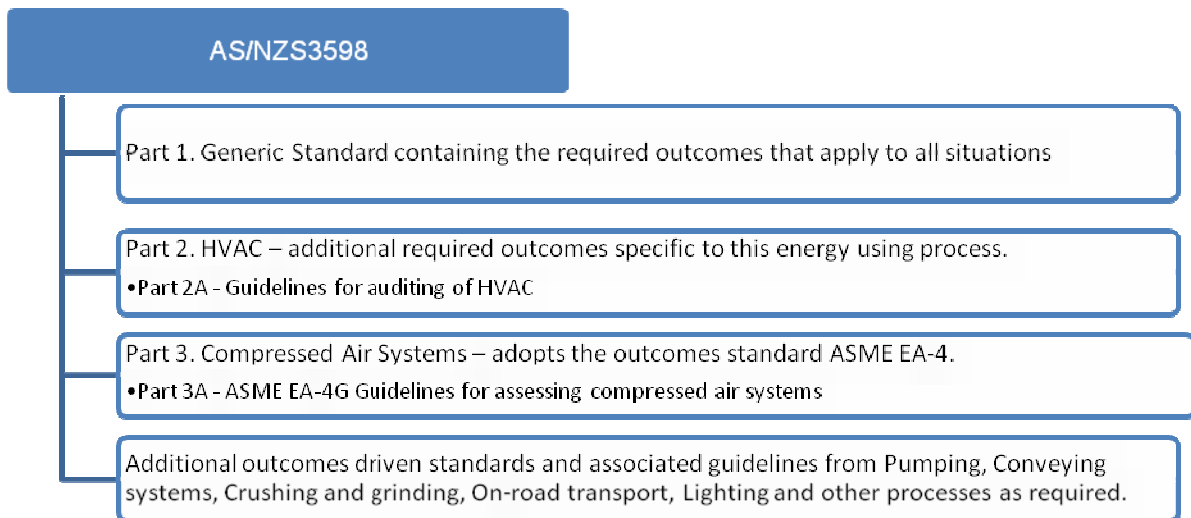 AS/NZS3598
Part 1. Generic Standard containing the required outcomes that apply to all situations
Part 2. HVAC – additional required outcomes specific to this energy using process.
•Part 2A - Guidelines for auditing of HVAC
Part 3. Compressed Air Systems – adopts the outcomes standard ASME EA-4.
•Part 3A - ASME EA-4G Guidelines for assessing compressed air systems
Additional outcomes driven standards and associated guidelines from Pumping, Conveying
systems, Crushing and grinding, On-road transport, Lighting and other processes as required.